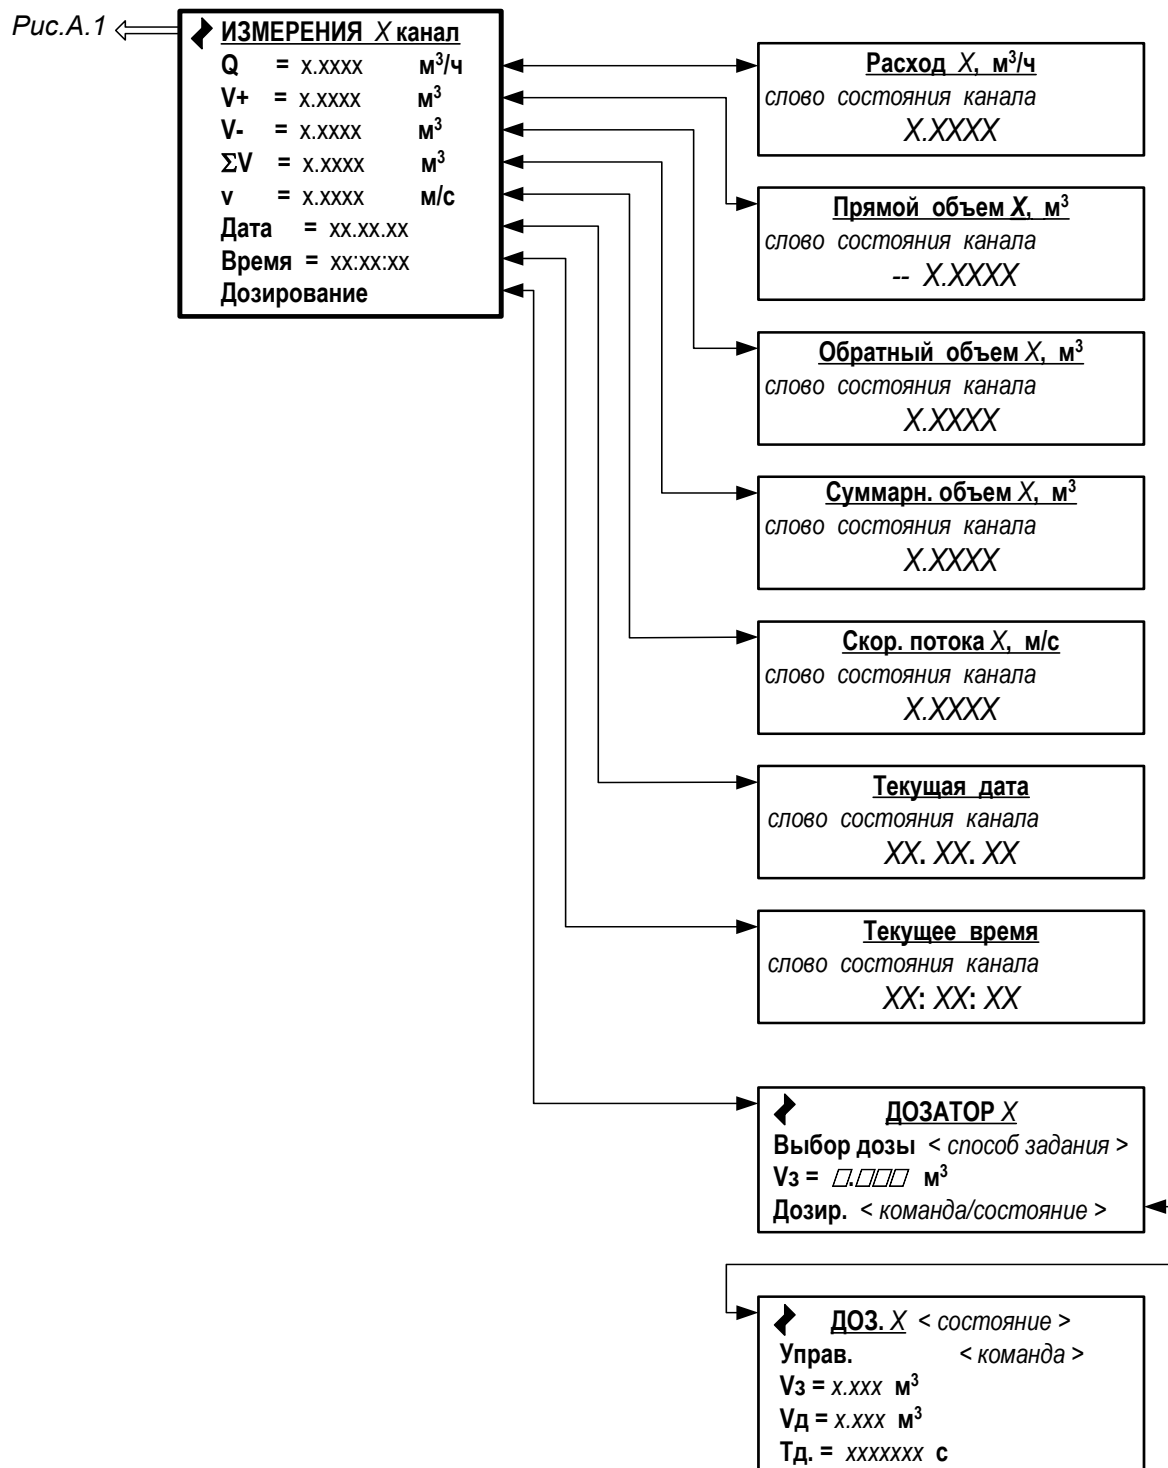 Рис.А.1
ИЗМЕРЕНИЯ X канал
Q = x.xxxx м³/ч
V+ = x.xxxx м³
V- = x.xxxx м³
ΣV = x.xxxx м³
v = x.xxxx м/с
Дата = xx.xx.xx
Время = xx:xx:xx
Дозирование
Расход X, м³/ч
слово состояния канала
X.XXXX
Прямой объем X, м³
слово состояния канала
-- X.XXXX
Обратный объем X, м³
слово состояния канала
X.XXXX
Суммарн. объем X, м³
слово состояния канала
X.XXXX
Скор. потока X, м/с
слово состояния канала
X.XXXX
Текущая дата
слово состояния канала
XX. XX. XX
Текущее время
слово состояния канала
XX: XX: XX
ДОЗАТОР X
Выбор дозы < способ задания >
Vз = □.□□□ м³
Дозир. < команда/состояние >
ДОЗ. X < состояние >
Управ. < команда >
Vз = x.xxx м³
Vд = x.xxx м³
Тд. = xxxxxxx с